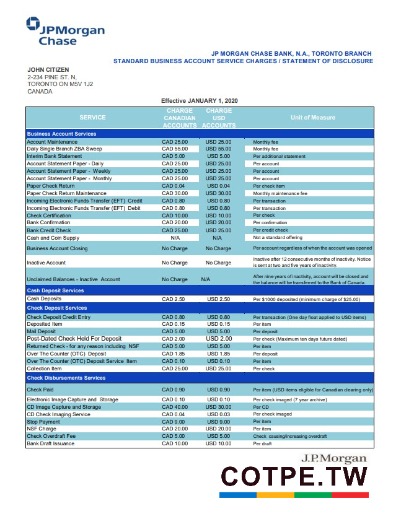 JPMorgan
Chase
JP MORGAN CHASE BANK, N.A., TORONTO BRANCH
STANDARD BUSINESS ACCOUNT SERVICE CHARGES / STATEMENT OF DISCLOSURE
JOHN CITIZEN
2-234 PINE ST. N,
TORONTO ON M5V 1J2
CANADA
Effective JANUARY 1, 2020
SERVICE CHARGE CANADIAN ACCOUNTS CHARGE USD ACCOUNTS Unit of Measure
Business Account Services
Account Maintenance CAD 25.00 USD 25.00 Monthly fee
Daily Single Balance ZBA Sweep CAD 55.00 USD 55.00 Monthly fee
Interim Bank Statement CAD 5.00 USD 5.00 Per additional statement
Account Statement Paper - Daily CAD 25.00 USD 25.00 Per account
Account Statement Paper - Weekly CAD 25.00 USD 25.00 Per account
Account Statement Paper - Monthly CAD 25.00 USD 25.00 Per account
Paper Check Return CAD 0.04 USD 0.04 Per check item
Paper Check Return Maintenance CAD 30.00 USD 30.00 Monthly maintenance fee
Incoming Electronic Funds Transfer (EFT) Credit CAD 0.80 USD 0.80 Per transaction
Incoming Electronic Funds Transfer (EFT) Debit CAD 0.80 USD 0.80 Per transaction
Check Certification CAD 10.00 USD 10.00 Per check
Bank Confirmation CAD 20.00 USD 20.00 Per confirmation
Bank Credit Check CAD 25.00 USD 25.00 Per credit check
Cash and Coin Supply N/A N/A Not a standard offering
Business Account Closing No Charge No Charge Per account regardless of when the account was opened
Inactive Account No Charge No Charge Inactive after 12 consecutive months of inactivity. Notice
is sent at two and five years of inactivity.
Unclaimed Balances - Inactive Account No Charge N/A After nine years of inactivity, account will be closed and
the balance will be transferred to the Bank of Canada
Cash Deposit Services
Cash Deposits CAD 2.50 USD 2.50 Per $1000 deposited (minimum charge of $25.00)
Check Deposit Services
Check Deposit Credit Entry CAD 0.80 USD 0.80 Per transaction (One day float applied to USD items)
Deposited Item CAD 0.15 USD 0.15 Per item
Mail Deposit CAD 5.00 USD 5.00 Per deposit
Post-Dated Check Held For Deposit CAD 2.00 USD 2.00 Per check (Maximum ten days future dated)
Returned Check - for any reason including NSF CAD 5.00 USD 5.00 Per item
Over The Counter (OTC) Deposit CAD 1.85 USD 1.85 Per deposit
Over The Counter (OTC) Deposit Service Item CAD 0.10 USD 0.10 Per item
Collection Item CAD 25.00 USD 25.00 Per check
Check Disbursements Services
Check Paid CAD 0.90 USD 0.90 Per item (USD items eligible for Canadian clearing only)
Electronic Image Capture and Storage CAD 0.10 USD 0.10 Per check imaged (7 year archive)
CD Image Capture and Storage CAD 40.00 USD 30.00 Per CD
CD Check Imaging Service CAD 0.04 USD 0.03 Per check imaged
Stop Payment CAD 9.00 USD 9.00 Per item
NSF Charge CAD 20.00 USD 20.00 Per item
Check Overdraft Fee CAD 5.00 USD 5.00 Check causing/increasing overdraft
Bank Draft Issuance CAD 10.00 USD 10.00 Per draft
J.P.Morgan
COTPE.TW